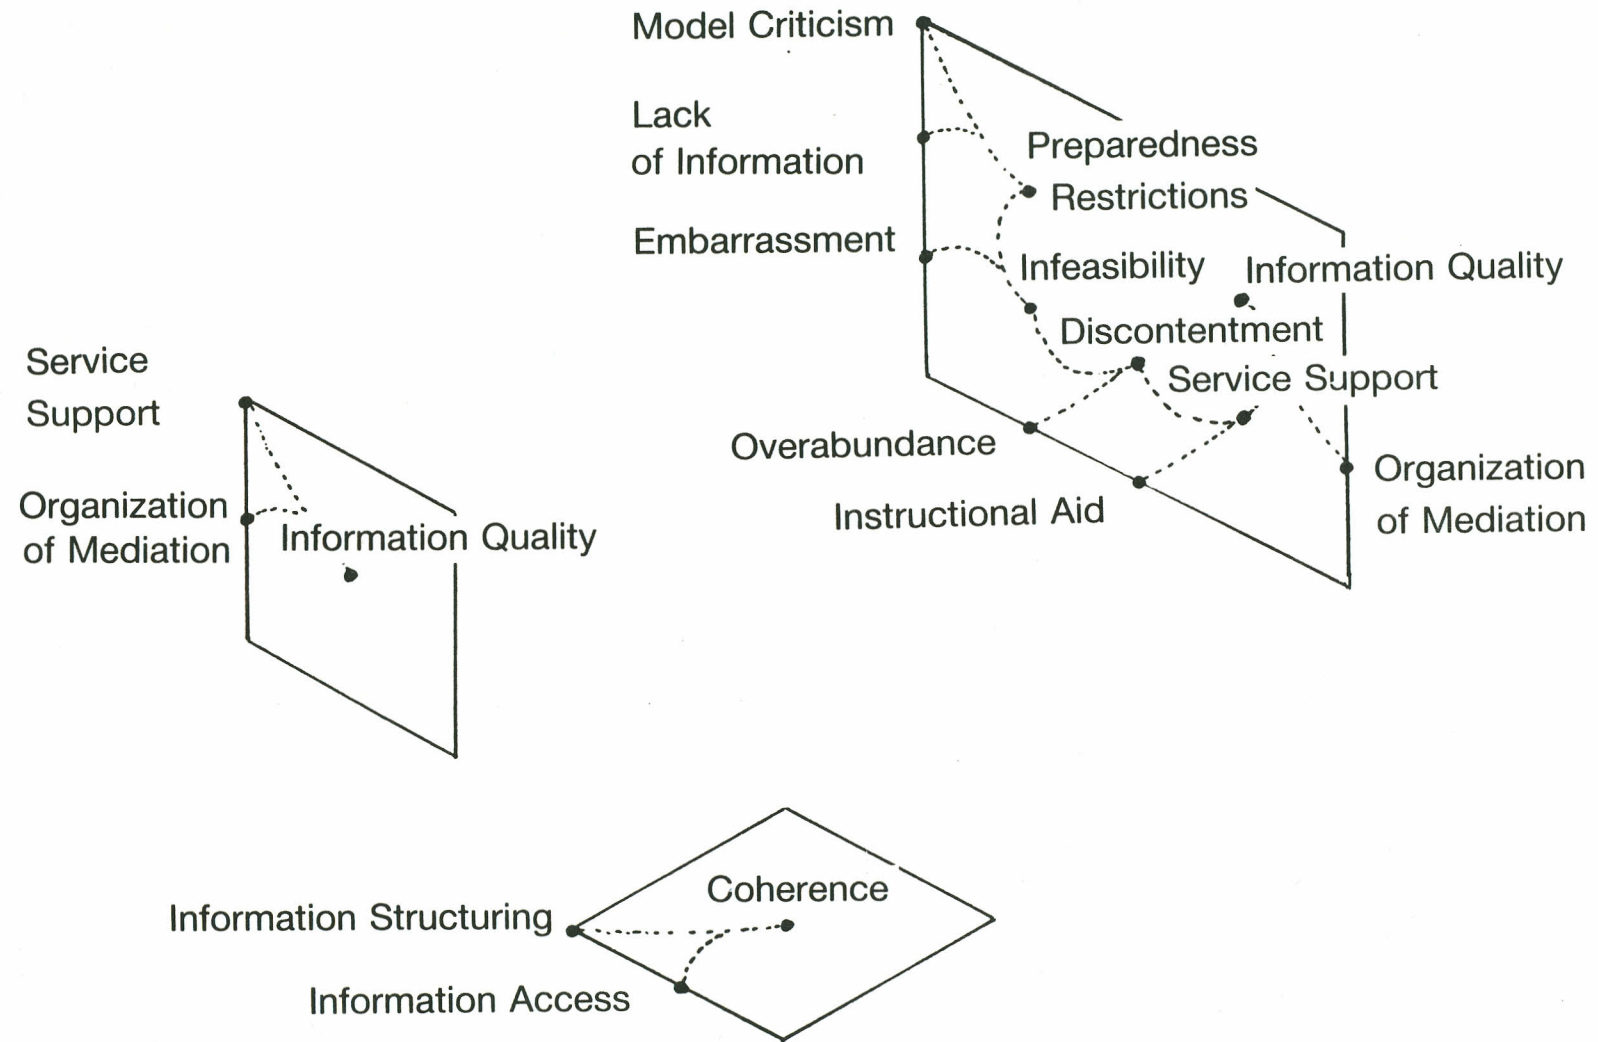 Model Criticism
Lack
of Information
Preparedness
Restrictions
Embarrassment
Infeasibility
Information Quality
Discontentment
Service Support
Overabundance
Organization
of Mediation
Instructional Aid
Service
Support
Organization
of Mediation
Information Quality
Coherence
Information Structuring
Information Access